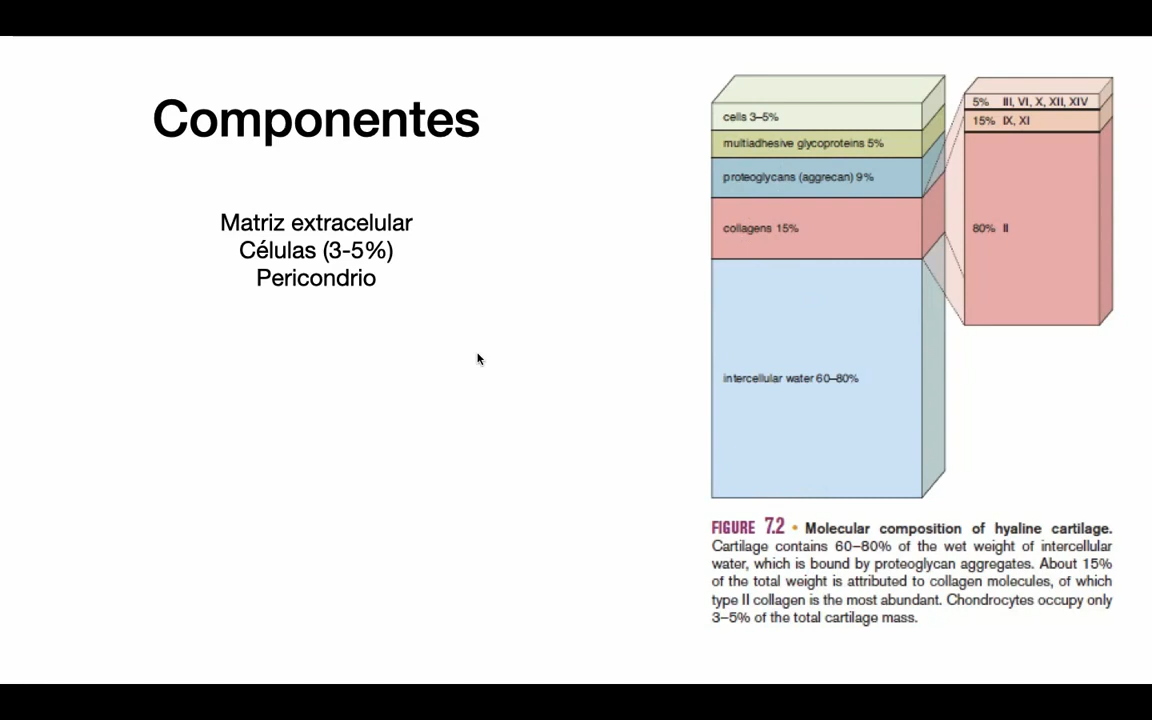 Componentes
Matriz extracelular
Células (3-5%)
Pericondrio
cells 3–5%
multiadhesive glycoproteins 5%
proteoglycans (aggrecan) 9%
collagens 15%
intercellular water 60–80%
5% III, VI, X, XII, XIV
15% IX, XI
80% II
FIGURE 7.2 • Molecular composition of hyaline cartilage.
Cartilage contains 60–80% of the wet weight of intercellular
water, which is bound by proteoglycan aggregates. About 15%
of the total weight is attributed to collagen molecules, of which
type II collagen is the most abundant. Chondrocytes occupy only
3–5% of the total cartilage mass.